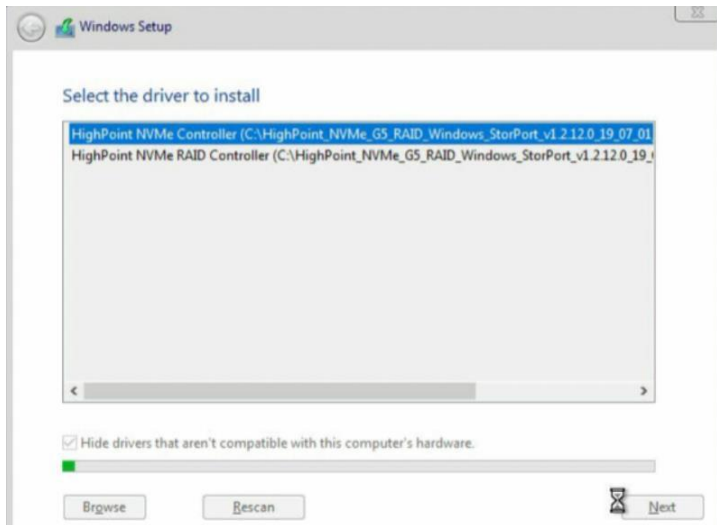 Windows Setup
Select the driver to install
HighPoint NVMe Controller (C:\HighPoint_NVMe_G5_RAID_Windows_StorPort_v1.2.12.0_19_07_01
HighPoint NVMe RAID Controller (C:\HighPoint_NVMe_G5_RAID_Windows_StorPort_v1.2.12.0_19_
Hide drivers that aren't compatible with this computer's hardware.
Browse
Rescan
Next